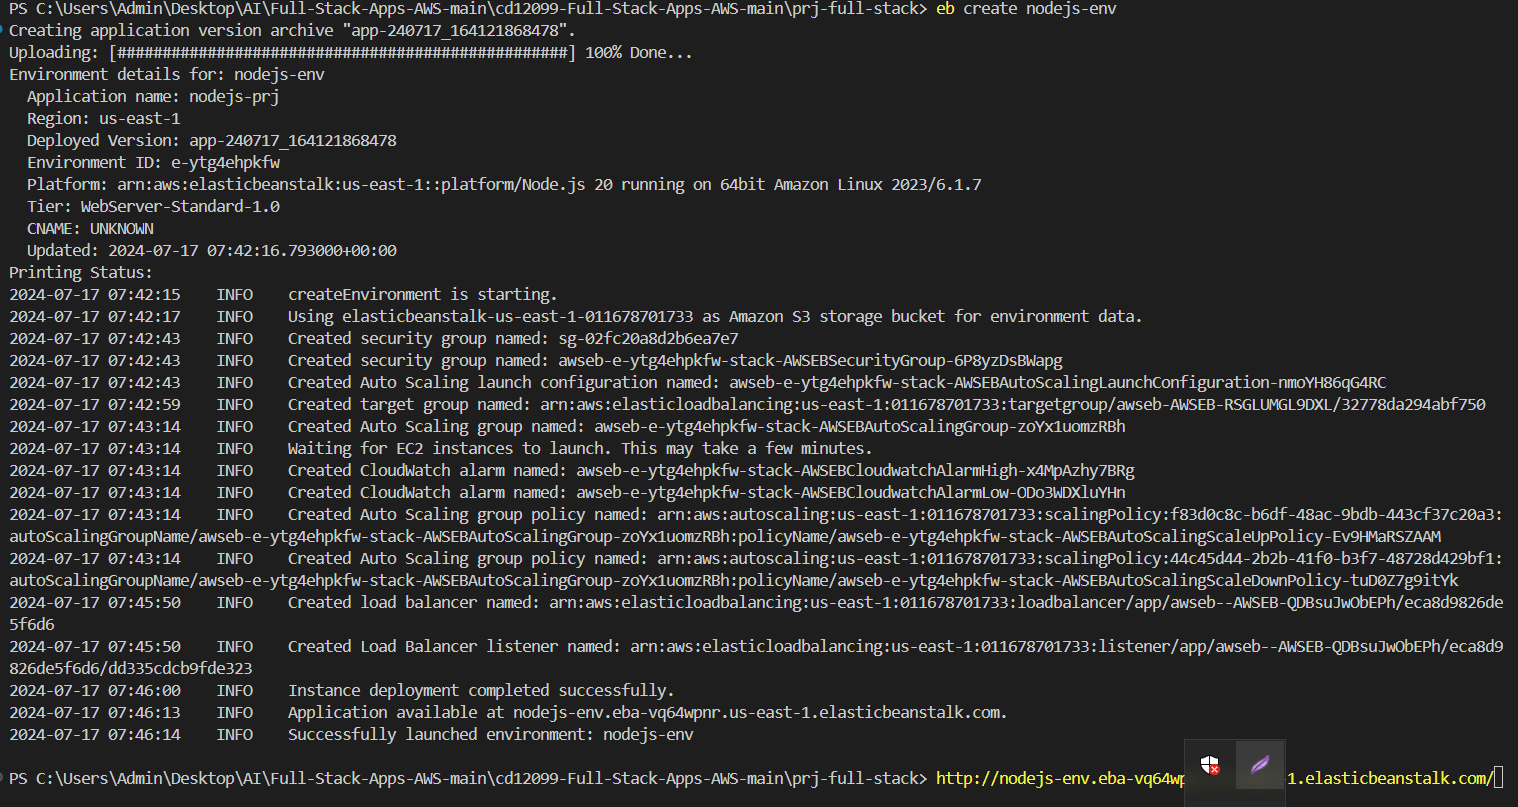 PS C:\Users\Admin\Desktop\AI\Full-Stack-Apps-AWS-main\cd12099-Full-Stack-Apps-AWS-main\prj-full-stack> eb create nodejs-env
Creating application version archive "app-240717_164121868478".
Uploading: [##################################################] 100% Done...
Environment details for: nodejs-env
  Application name: nodejs-prj
  Region: us-east-1
  Deployed Version: app-240717_164121868478
  Environment ID: e-ytg4ehpkfw
  Platform: arn:aws:elasticbeanstalk:us-east-1::platform/Node.js 20 running on 64bit Amazon Linux 2023/6.1.7
  Tier: WebServer-Standard-1.0
  CNAME: UNKNOWN
  Updated: 2024-07-17 07:42:16.793000+00:00
Printing Status:
2024-07-17 07:42:15    INFO    createEnvironment is starting.
2024-07-17 07:42:17    INFO    Using elasticbeanstalk-us-east-1-011678701733 as Amazon S3 storage bucket for environment data.
2024-07-17 07:42:43    INFO    Created security group named: sg-02fc20a8d2b6ea7e7
2024-07-17 07:42:43    INFO    Created security group named: awseb-e-ytg4ehpkfw-stack-AWSEBSecurityGroup-6P8yzDsBWapg
2024-07-17 07:42:43    INFO    Created Auto Scaling launch configuration named: awseb-e-ytg4ehpkfw-stack-AWSEBAutoScalingLaunchConfiguration-nmoYH86qG4RC
2024-07-17 07:42:59    INFO    Created target group named: arn:aws:elasticloadbalancing:us-east-1:011678701733:targetgroup/awseb-AWSEB-RSGLUMGL9DXL/32778da294abf750
2024-07-17 07:43:14    INFO    Created Auto Scaling group named: awseb-e-ytg4ehpkfw-stack-AWSEBAutoScalingGroup-zoYx1uomzRBh
2024-07-17 07:43:14    INFO    Waiting for EC2 instances to launch. This may take a few minutes.
2024-07-17 07:43:14    INFO    Created CloudWatch alarm named: awseb-e-ytg4ehpkfw-stack-AWSEBCloudwatchAlarmHigh-x4MpAzhy7BRg
2024-07-17 07:43:14    INFO    Created CloudWatch alarm named: awseb-e-ytg4ehpkfw-stack-AWSEBCloudwatchAlarmLow-ODo3WDXluYHn
2024-07-17 07:43:14    INFO    Created Auto Scaling group policy named: arn:aws:autoscaling:us-east-1:011678701733:scalingPolicy:f83d0c8c-b6df-48ac-9bdb-443cf37c20a3:
autoScalingGroupName/awseb-e-ytg4ehpkfw-stack-AWSEBAutoScalingGroup-zoYx1uomzRBh:policyName/awseb-e-ytg4ehpkfw-stack-AWSEBAutoScalingScaleUpPolicy-Ev9HMaRSZAAM
2024-07-17 07:43:14    INFO    Created Auto Scaling group policy named: arn:aws:autoscaling:us-east-1:011678701733:scalingPolicy:44c45d44-2b2b-41f0-b3f7-48728d429bf1:
autoScalingGroupName/awseb-e-ytg4ehpkfw-stack-AWSEBAutoScalingGroup-zoYx1uomzRBh:policyName/awseb-e-ytg4ehpkfw-stack-AWSEBAutoScalingScaleDownPolicy-tuD0Z7g9itYk
2024-07-17 07:45:50    INFO    Created load balancer named: arn:aws:elasticloadbalancing:us-east-1:011678701733:loadbalancer/app/awseb--AWSEB-QDBsuJwObEPh/eca8d9826de
5f6d6
2024-07-17 07:45:50    INFO    Created Load Balancer listener named: arn:aws:elasticloadbalancing:us-east-1:011678701733:listener/app/awseb--AWSEB-QDBsuJwObEPh/eca8d9
826de5f6d6/dd335cdcb9fde323
2024-07-17 07:46:00    INFO    Instance deployment completed successfully.
2024-07-17 07:46:13    INFO    Application available at nodejs-env.eba-vq64wpnr.us-east-1.elasticbeanstalk.com.
2024-07-17 07:46:14    INFO    Successfully launched environment: nodejs-env
PS C:\Users\Admin\Desktop\AI\Full-Stack-Apps-AWS-main\cd12099-Full-Stack-Apps-AWS-main\prj-full-stack> http://nodejs-env.eba-vq64wp 1.elasticbeanstalk.com/